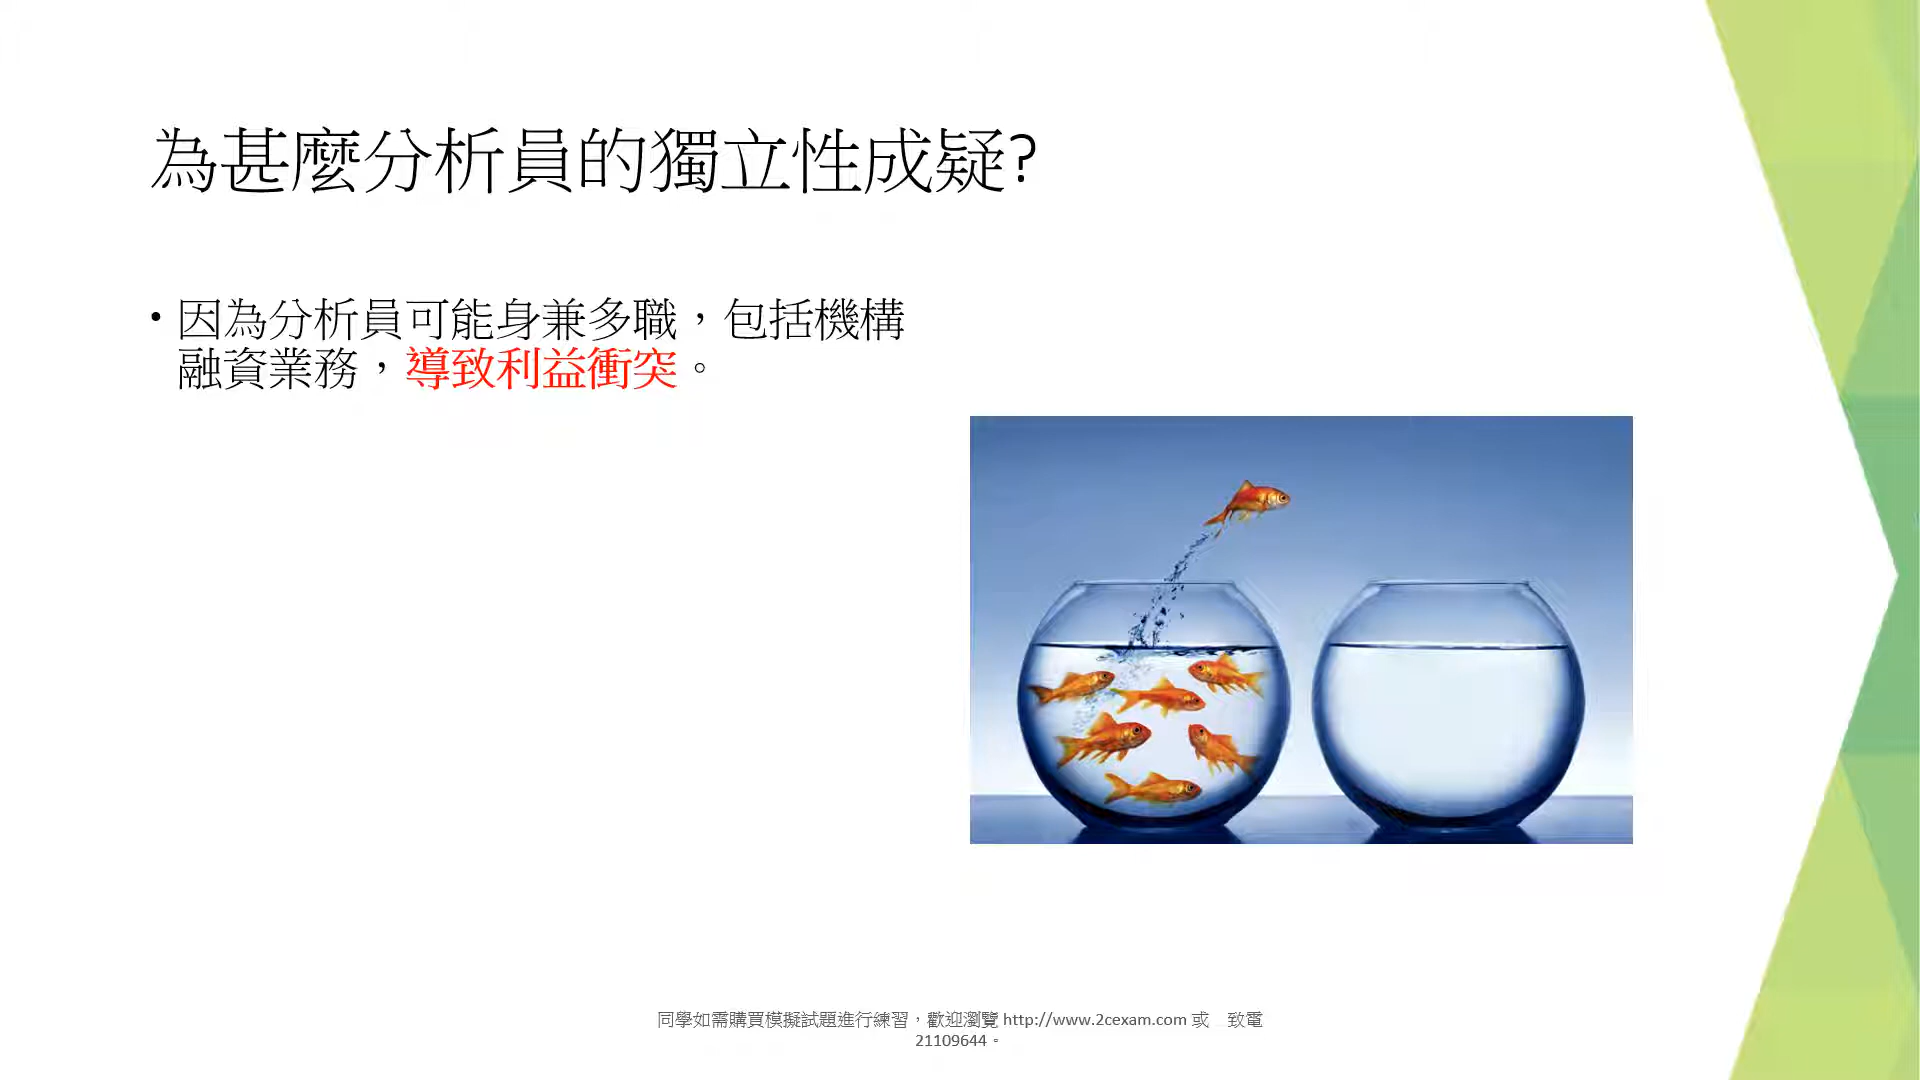 為甚麼分析員的獨立性成疑?
• 因為分析員可能身兼多職，包括機構
融資業務，導致利益衝突。
同學如需購買模擬試題進行練習，歡迎瀏覽 http://www.2cexam.com 或 致電
21109644。